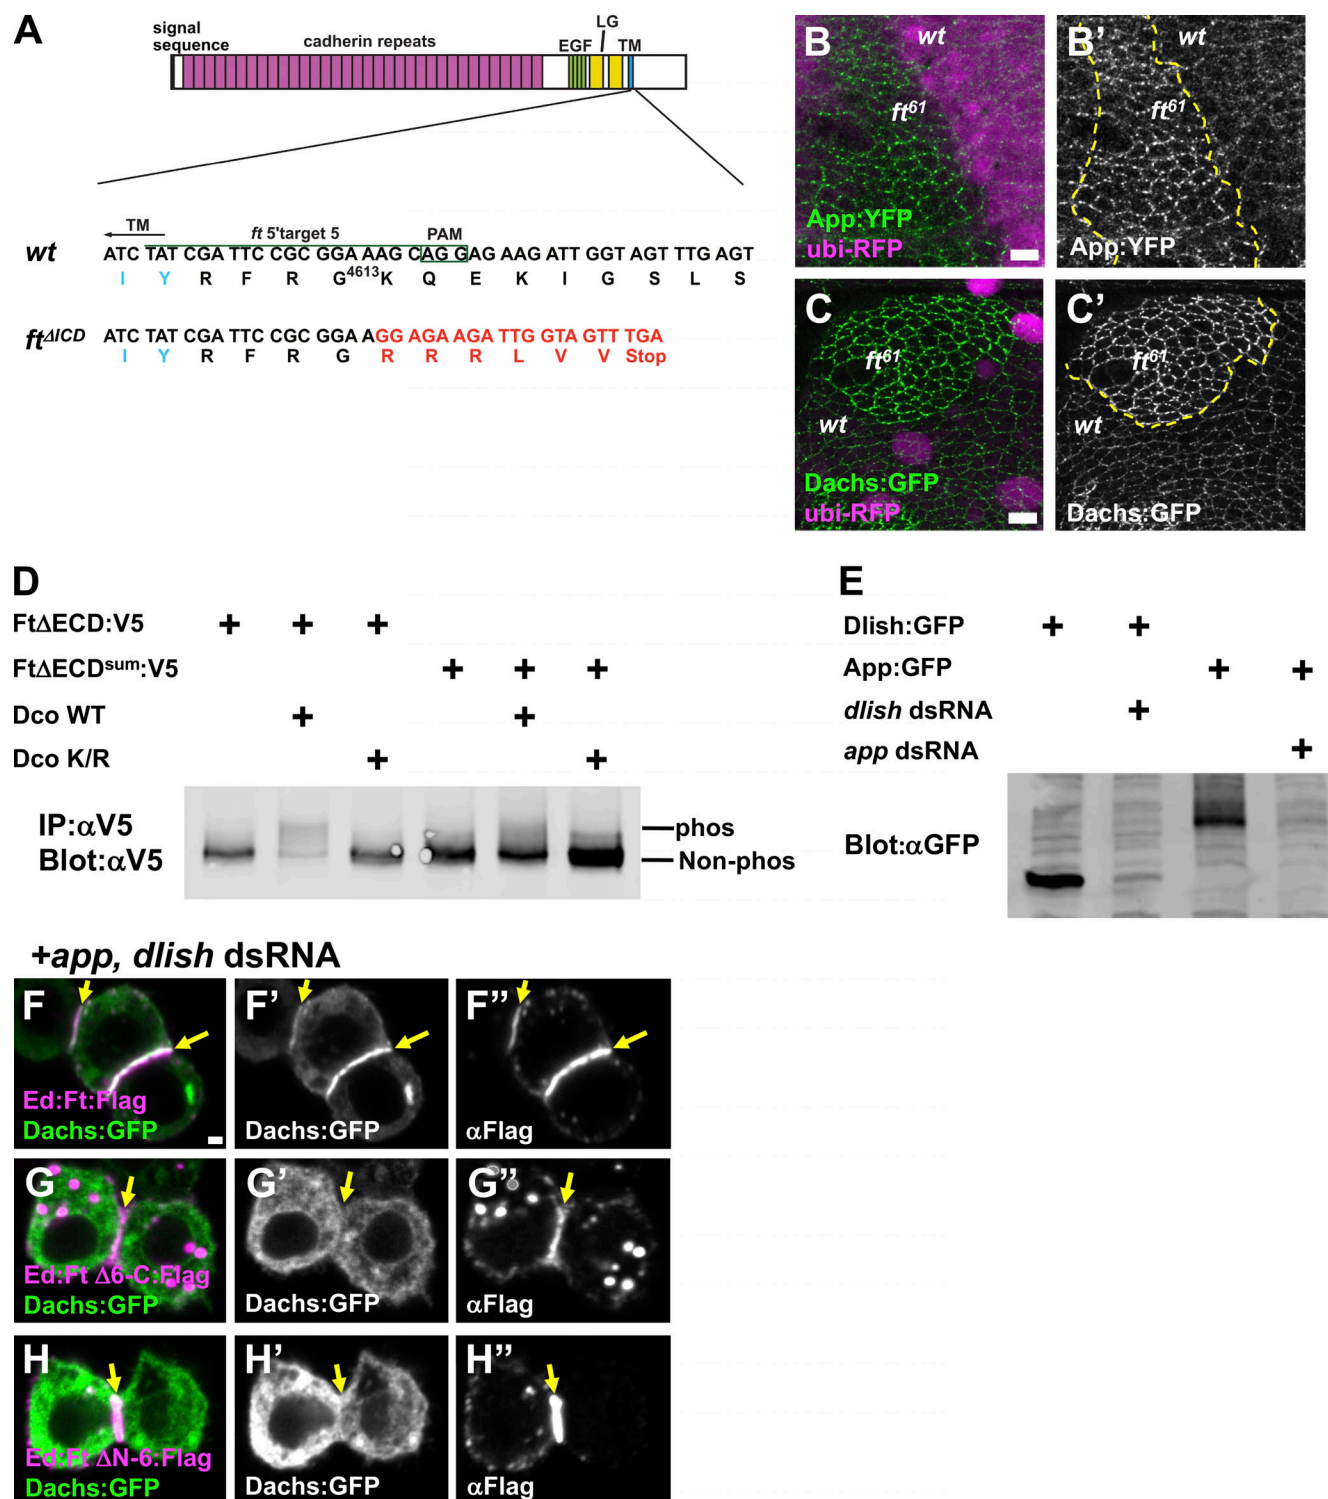 A
signal
sequence
cadherin repeats
EGF
LG
TM
TM
ft 5'target 5
PAM
wt
ATC TAT CGA TTC CGC GGA AAG CAG GAG AAG ATT GGT AGT TTG AGT
I Y R F R G4613K Q E K I G S L S
ftΔICD
ATC TAT CGA TTC CGC GGA AGG AGA AGA TTG GTA GTT TGA
I Y R F R G R R R L V V Stop
B
wt
ft61
App:YFP
ubi-RFP
B'
wt
ft61
App:YFP
C
ft61
wt
Dachs:GFP
ubi-RFP
C'
ft61
wt
Dachs:GFP
D
FtΔECD:V5 + + +
FtΔECDsum:V5 + + +
Dco WT + +
Dco K/R + +
IP:αV5
Blot:αV5
phos
Non-phos
E
Dlish:GFP + +
App:GFP + +
dlish dsRNA +
app dsRNA +
Blot:αGFP
+app, dlish dsRNA
F
Ed:Ft:Flag
Dachs:GFP
F'
Dachs:GFP
F''
αFlag
G
Ed:Ft Δ6-C:Flag
Dachs:GFP
G'
Dachs:GFP
G''
αFlag
H
Ed:Ft ΔN-6:Flag
Dachs:GFP
H'
Dachs:GFP
H''
αFlag